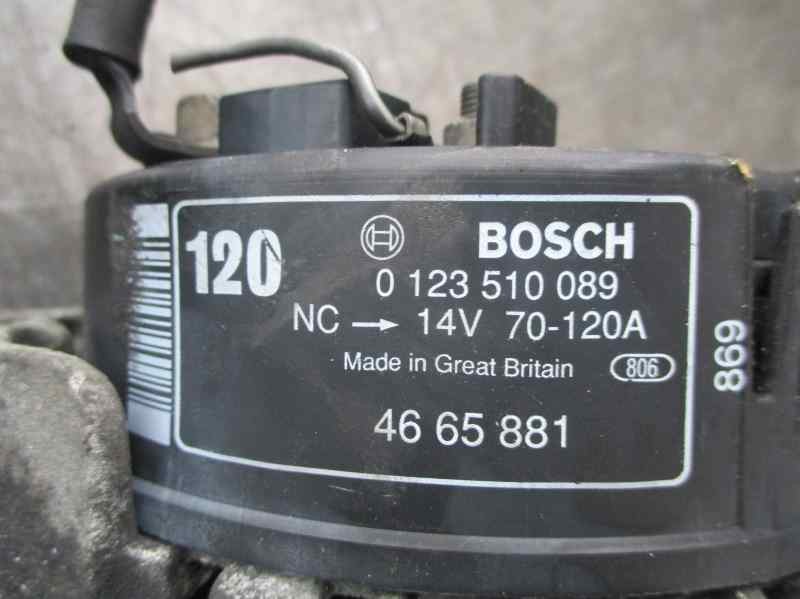 120
BOSCH
0 123 510 089
NC → 14V 70-120A
Made in Great Britain 806
46 65 881
869